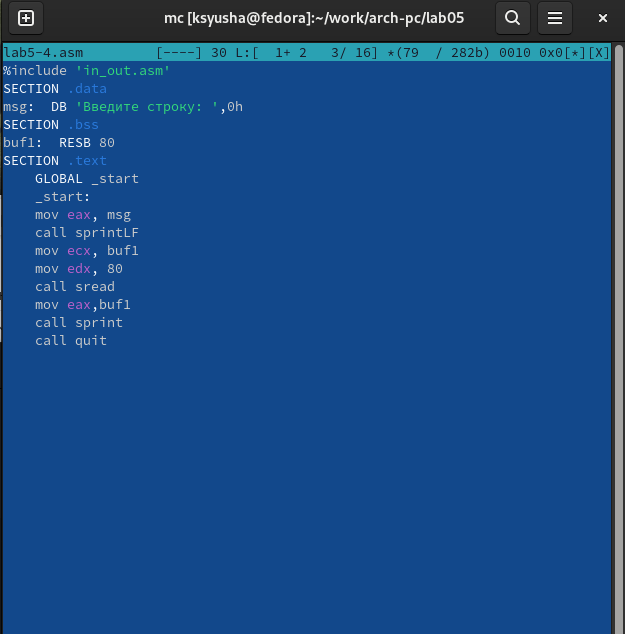 mc [ksyusha@fedora]:~/work/arch-pc/lab05
lab5-4.asm [----] 30 L:[ 1+ 2 3/ 16] *(79 / 282b) 0010 0x0[*][X]
%include 'in_out.asm'
SECTION .data
msg: DB 'Введите строку: ',0h
SECTION .bss
buf1: RESB 80
SECTION .text
GLOBAL _start
_start:
mov eax, msg
call sprintLF
mov ecx, buf1
mov edx, 80
call sread
mov eax,buf1
call sprint
call quit